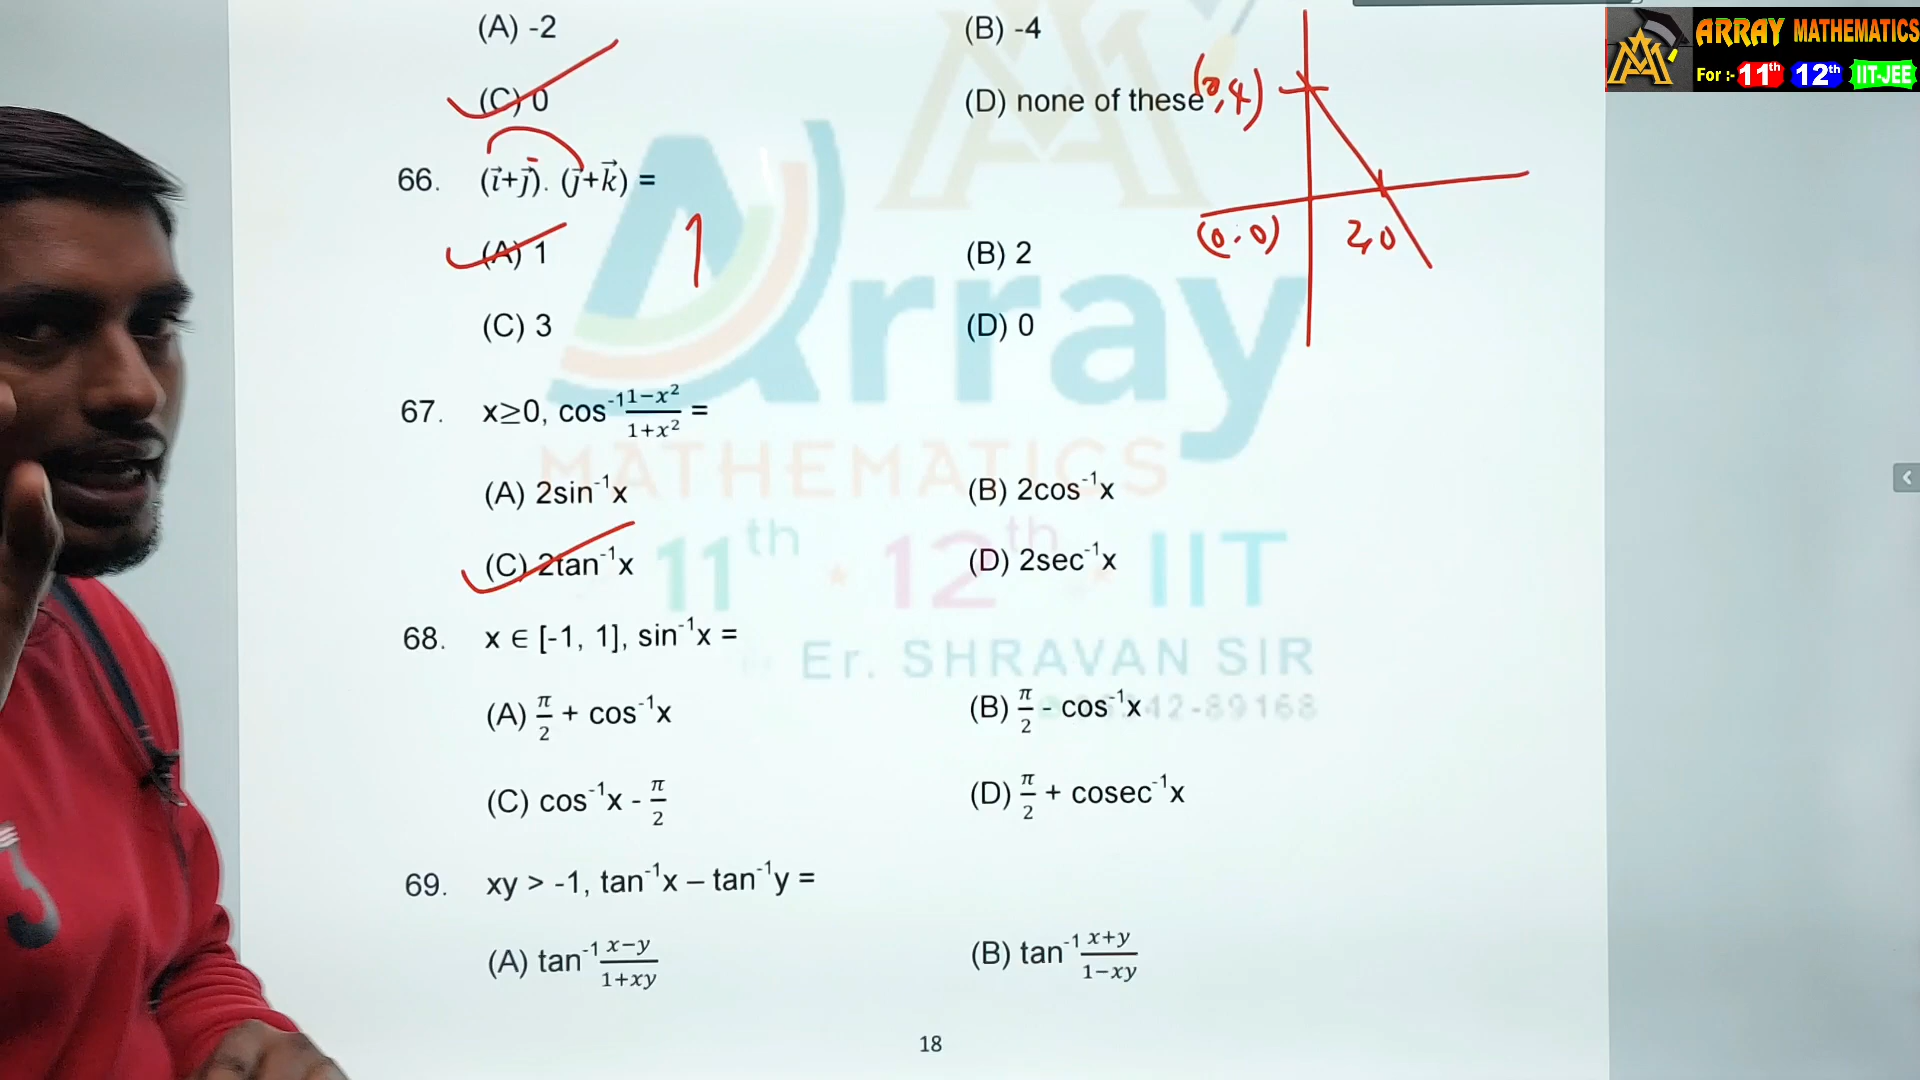 (A) -2 (B) -4
(C) 0 (D) none of these
(0,4)
66. (i⃗+j⃗). (j⃗+k⃗) =
1
(A) 1 (B) 2
(0.0) 2,0
(C) 3 (D) 0
67. x≥0, cos⁻¹ (1−x²)/(1+x²) =
(A) 2sin⁻¹x (B) 2cos⁻¹x
(C) 2tan⁻¹x (D) 2sec⁻¹x
68. x ∈ [-1, 1], sin⁻¹x =
(A) π/2 + cos⁻¹x (B) π/2 - cos⁻¹x
(C) cos⁻¹x - π/2 (D) π/2 + cosec⁻¹x
69. xy > -1, tan⁻¹x – tan⁻¹y =
(A) tan⁻¹ (x−y)/(1+xy) (B) tan⁻¹ (x+y)/(1−xy)
18
ARRAY MATHEMATICS
For :- 11th 12th IIT-JEE
Array
MATHEMATICS
11th 12th IIT
Er. SHRAVAN SIR
42-89168